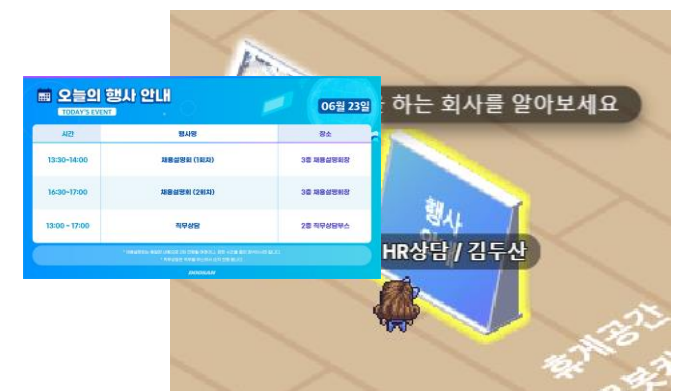 오늘의 행사 안내
TODAY'S EVENT
06월 23일
시간 행사명 장소
13:30~14:00 채용설명회 (1회차) 3층 채용설명회장
16:30~17:00 채용설명회 (2회차) 3층 채용설명회장
13:00 ~ 17:00 직무상담 2층 직무상담부스
DOOSAN
하는 회사를 알아보세요
행사
안내
HR상담 / 김두산
휴게공간